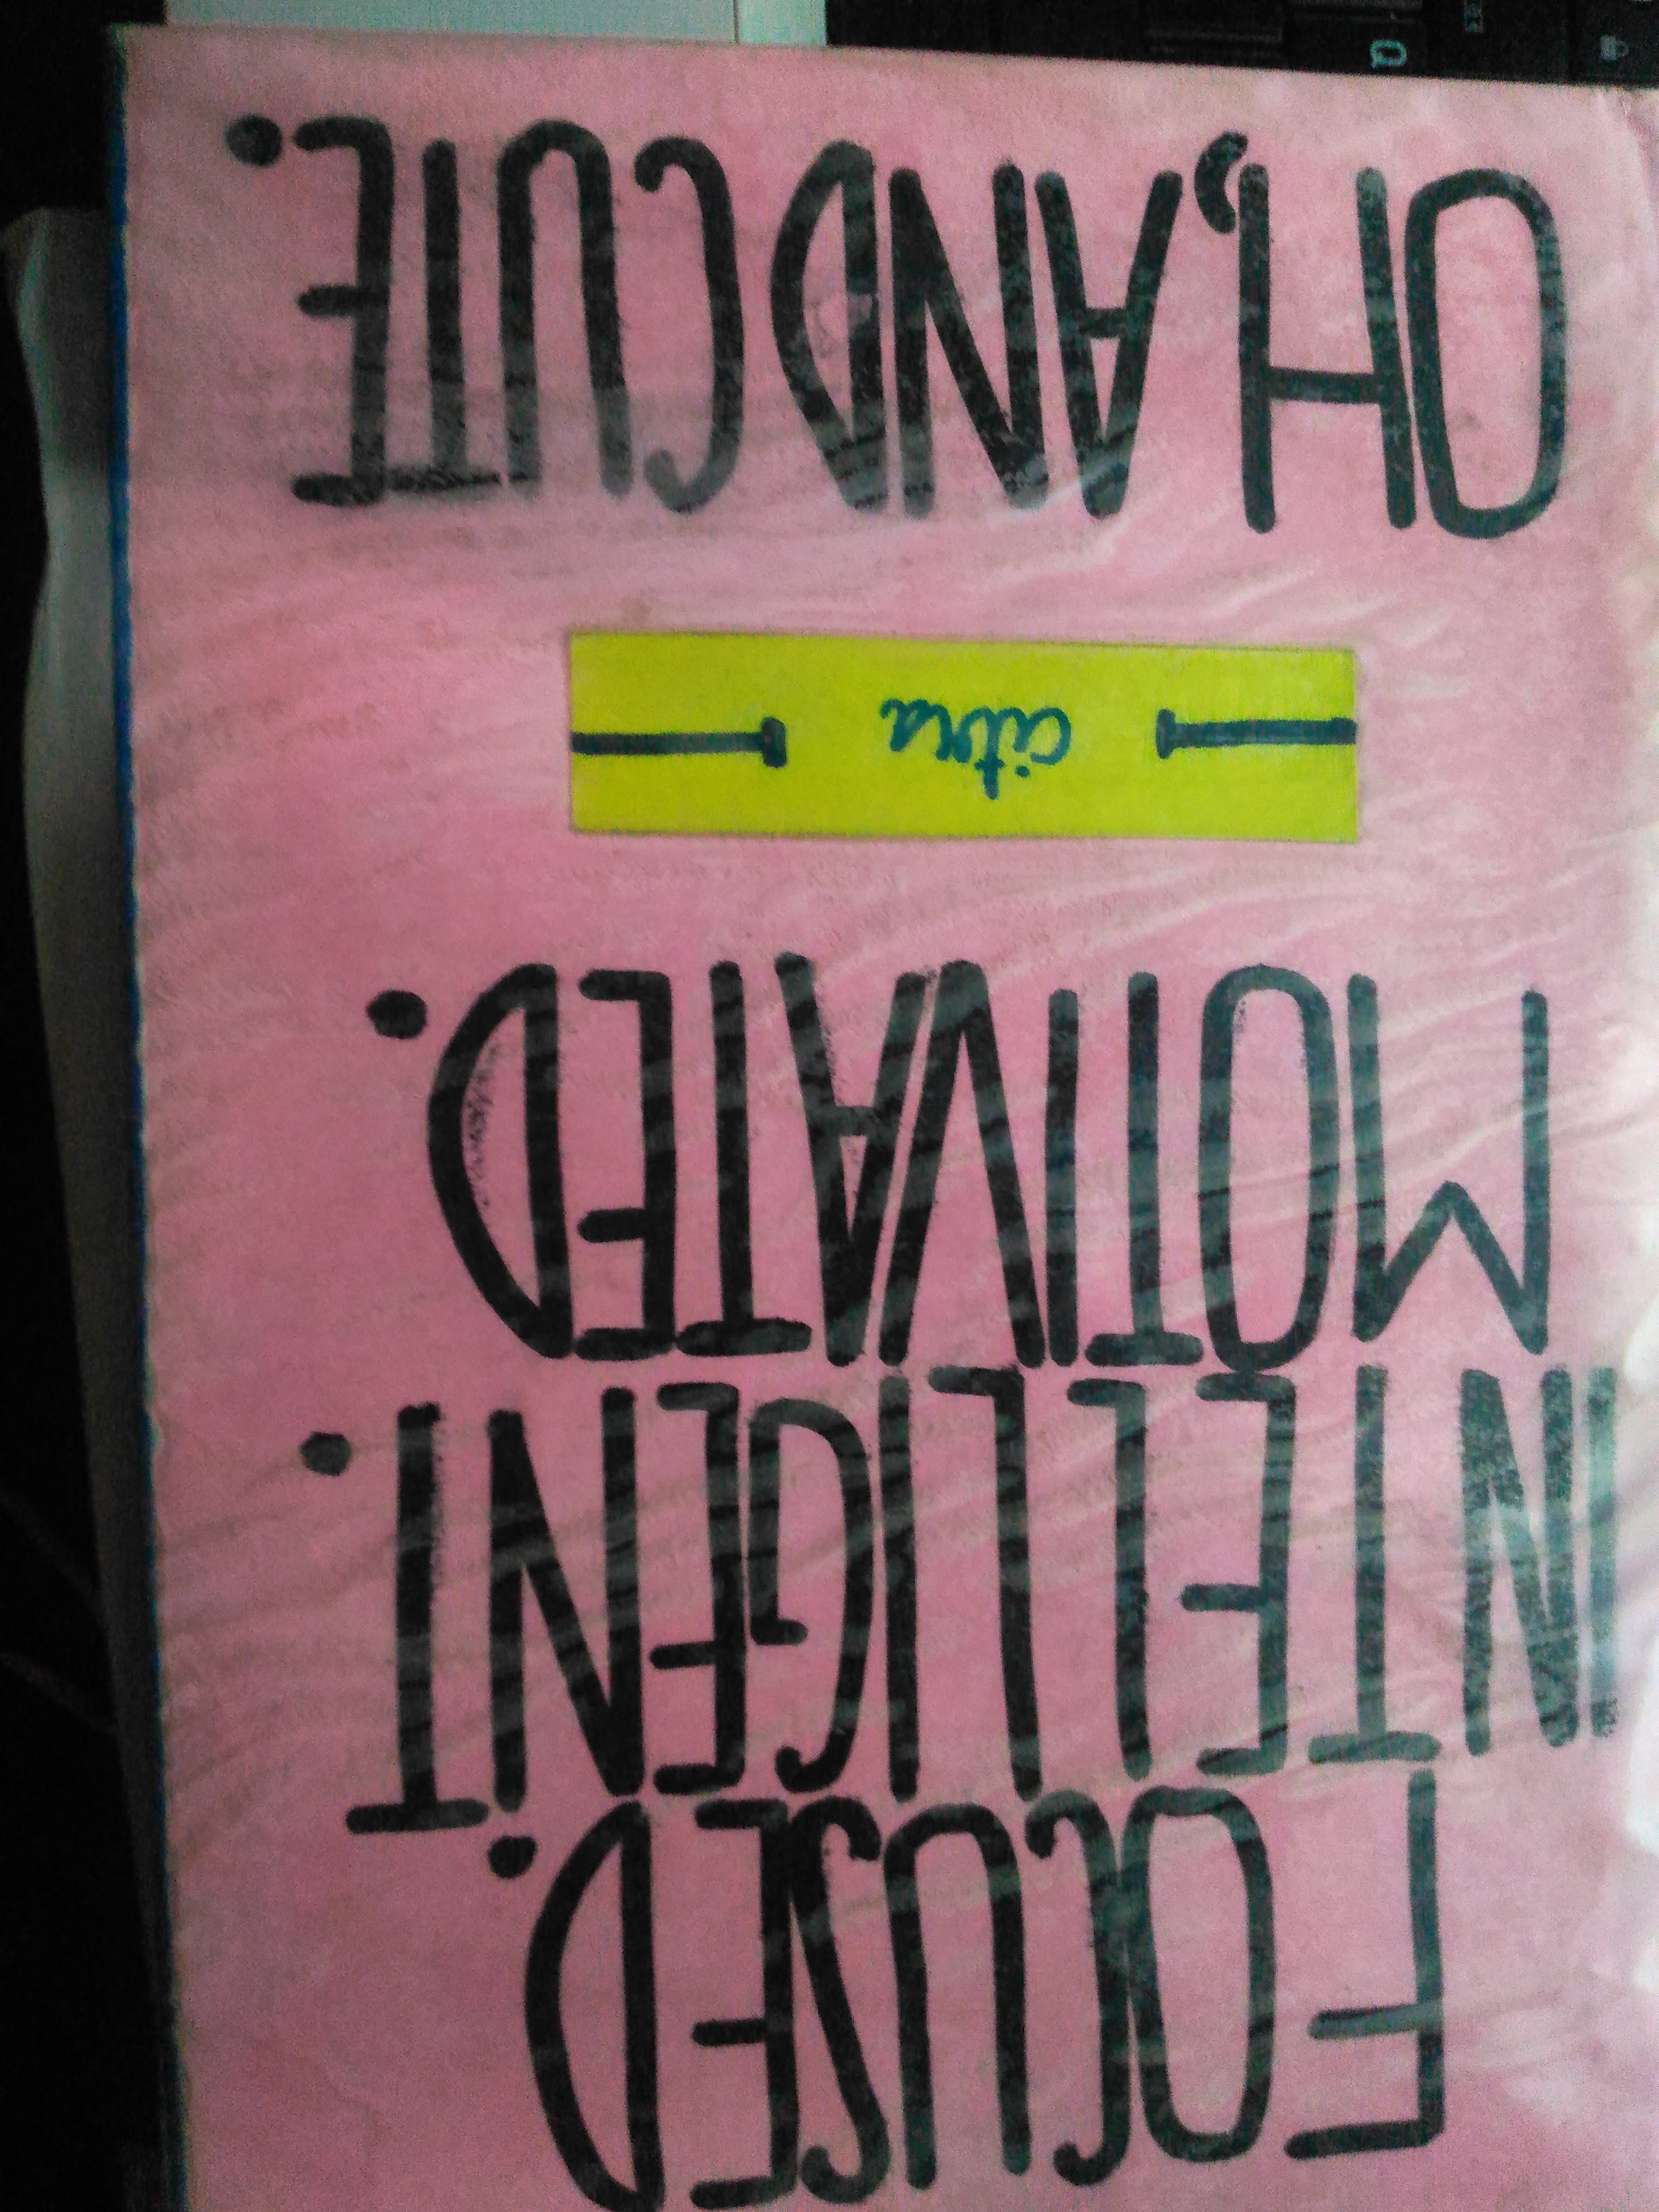 FOCUSED.
INTELLIGENT.
MOTIVATED.
citra
OH, AND CUTE.
Q